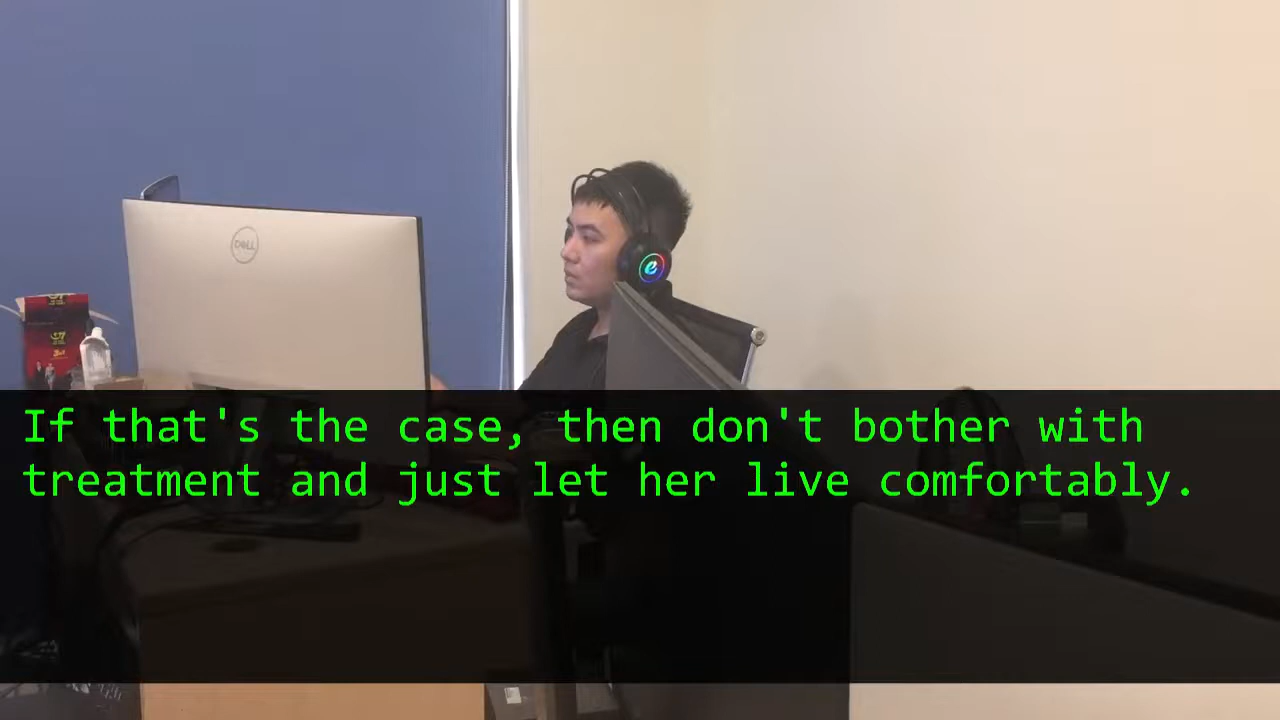 DELL
If that's the case, then don't bother with
treatment and just let her live comfortably.